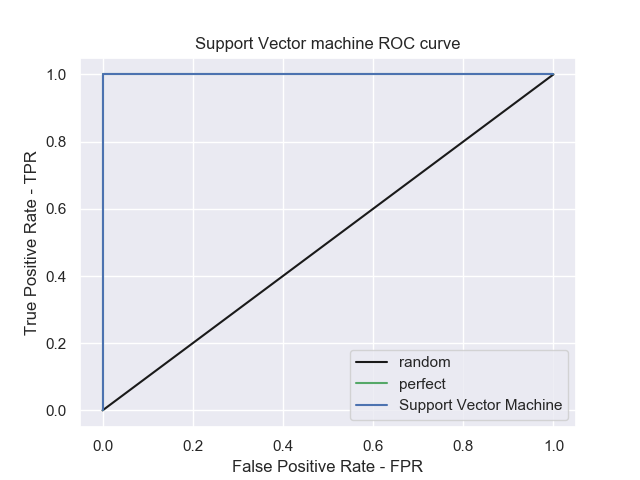 Support Vector machine ROC curve
True Positive Rate - TPR
1.0
0.8
0.6
0.4
0.2
0.0
random
perfect
Support Vector Machine
0.0 0.2 0.4 0.6 0.8 1.0
False Positive Rate - FPR